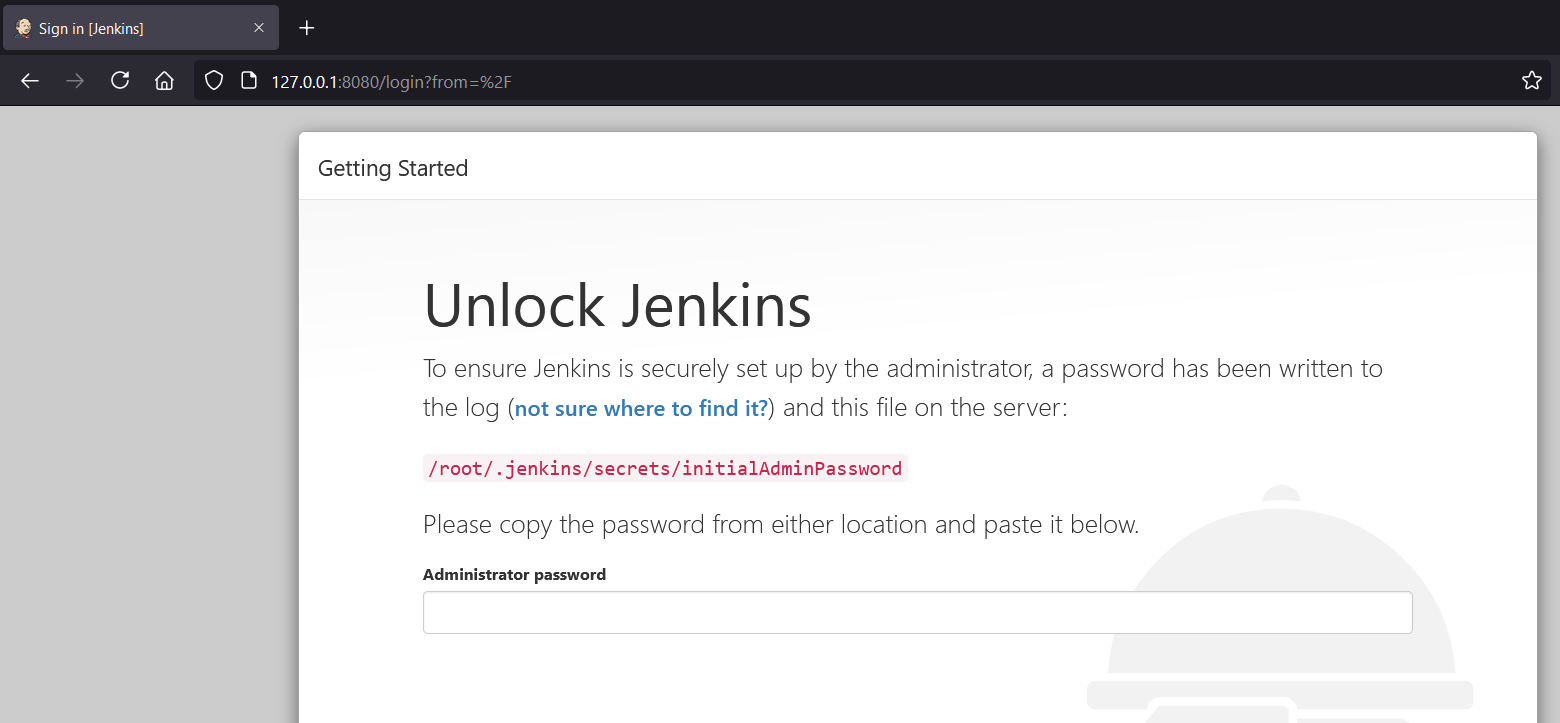 Sign in [Jenkins]
127.0.0.1:8080/login?from=%2F
Getting Started
Unlock Jenkins
To ensure Jenkins is securely set up by the administrator, a password has been written to
the log (not sure where to find it?) and this file on the server:
/root/.jenkins/secrets/initialAdminPassword
Please copy the password from either location and paste it below.
Administrator password